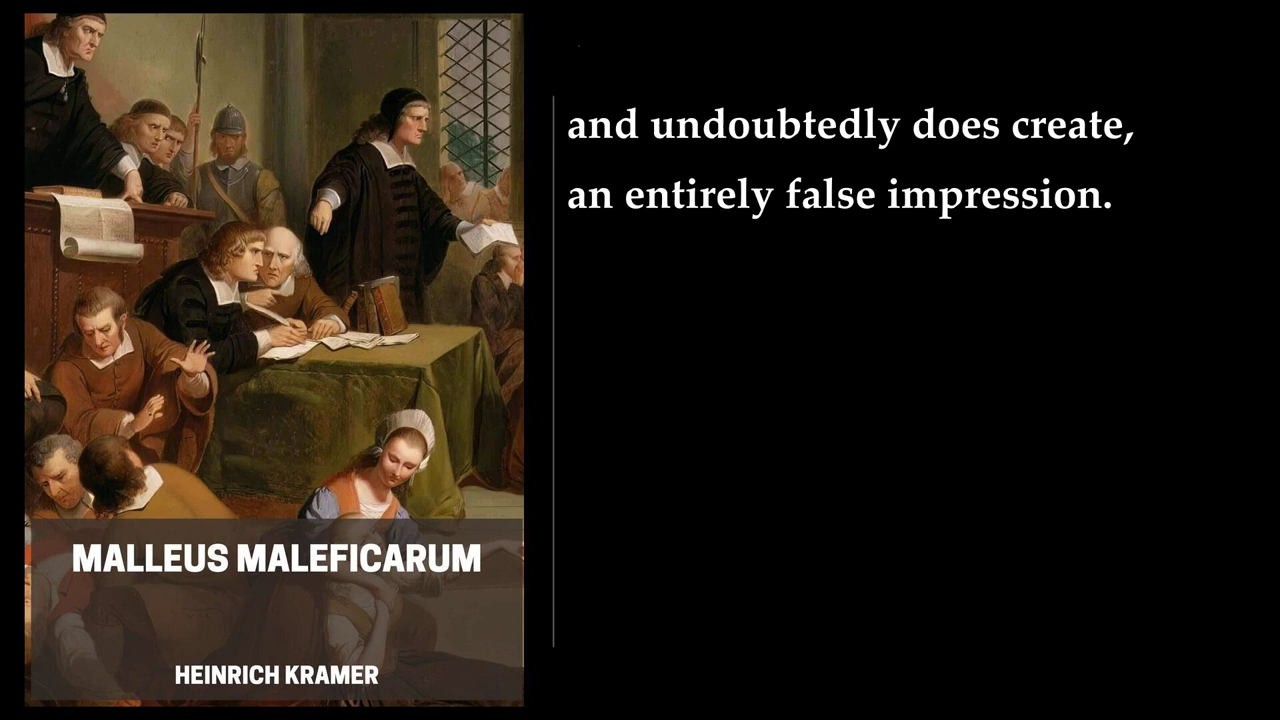 and undoubtedly does create,
an entirely false impression.
MALLEUS MALEFICARUM
HEINRICH KRAMER